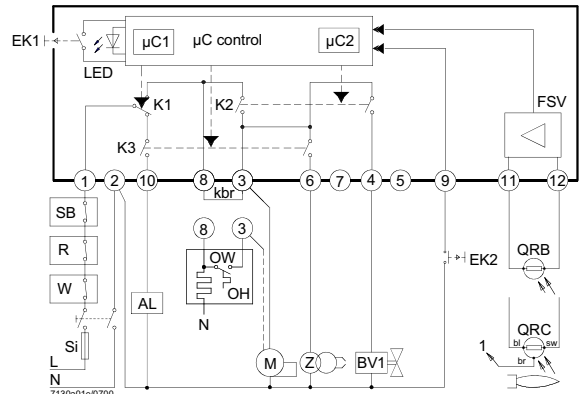 EK1
LED
µC1
µC control
µC2
FSV
K1
K2
K3
1
2
10
8
3
6
7
4
5
9
11
12
kbr
SB
R
W
Si
L
N
AL
8
3
OW
OH
N
M
Z
BV1
EK2
QRB
QRC
1
bl
sw
br